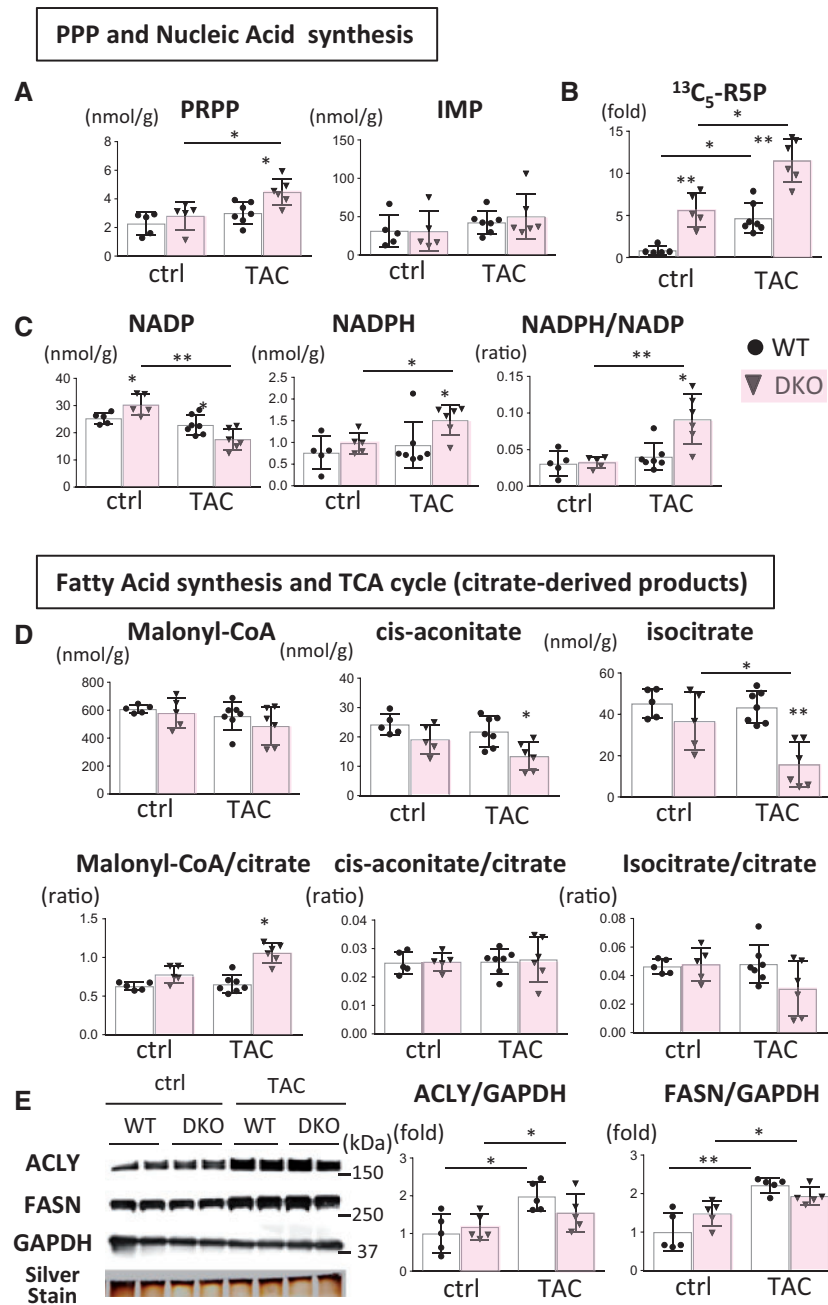 PPP and Nucleic Acid synthesis
A
(nmol/g)
PRPP
8
6
4
2
0
*
*
ctrl
TAC
(nmol/g)
IMP
150
100
50
0
ctrl
TAC
B
¹³C₅-R5P
(fold)
15
10
5
0
*
*
**
**
ctrl
TAC
C
NADP
(nmol/g)
40
30
20
10
0
*
**
*
ctrl
TAC
NADPH
(nmol/g)
2.5
2.0
1.5
1.0
0.5
0.0
*
*
ctrl
TAC
NADPH/NADP
(ratio)
0.15
0.10
0.05
0.00
**
*
ctrl
TAC
WT
DKO
Fatty Acid synthesis and TCA cycle (citrate-derived products)
D
Malonyl-CoA
(nmol/g)
800
600
400
200
0
ctrl
TAC
cis-aconitate
(nmol/g)
40
30
20
10
0
*
ctrl
TAC
isocitrate
(nmol/g)
60
40
20
0
*
**
ctrl
TAC
Malonyl-CoA/citrate
(ratio)
1.5
1.0
0.5
0.0
*
ctrl
TAC
cis-aconitate/citrate
(ratio)
0.04
0.03
0.02
0.01
0.00
ctrl
TAC
Isocitrate/citrate
(ratio)
0.08
0.06
0.04
0.02
0.00
ctrl
TAC
E
ctrl
TAC
WT
DKO
WT
DKO
(kDa)
ACLY
150
FASN
250
GAPDH
37
Silver
Stain
ACLY/GAPDH
(fold)
3
2
1
0
*
*
ctrl
TAC
FASN/GAPDH
(fold)
3
2
1
0
**
*
ctrl
TAC